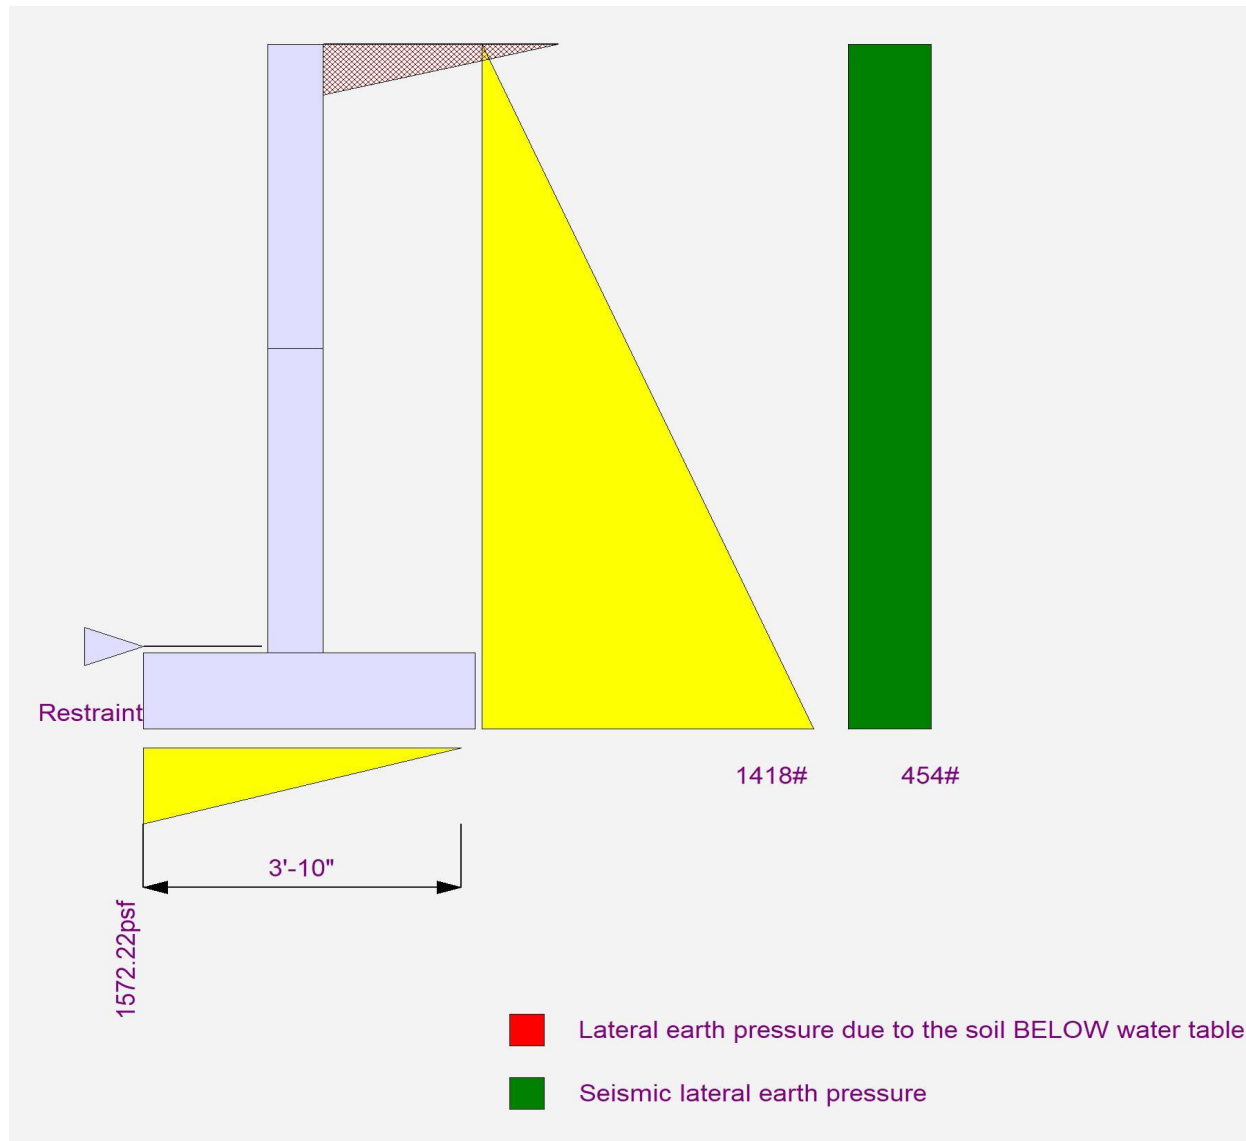 Restraint
1418#
454#
3'-10"
1572.22psf
Lateral earth pressure due to the soil BELOW water table
Seismic lateral earth pressure